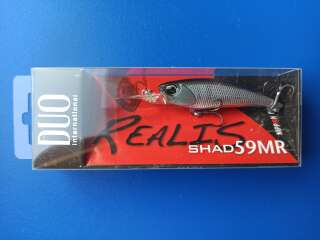 DUO
international
REALIS
SHAD59MR